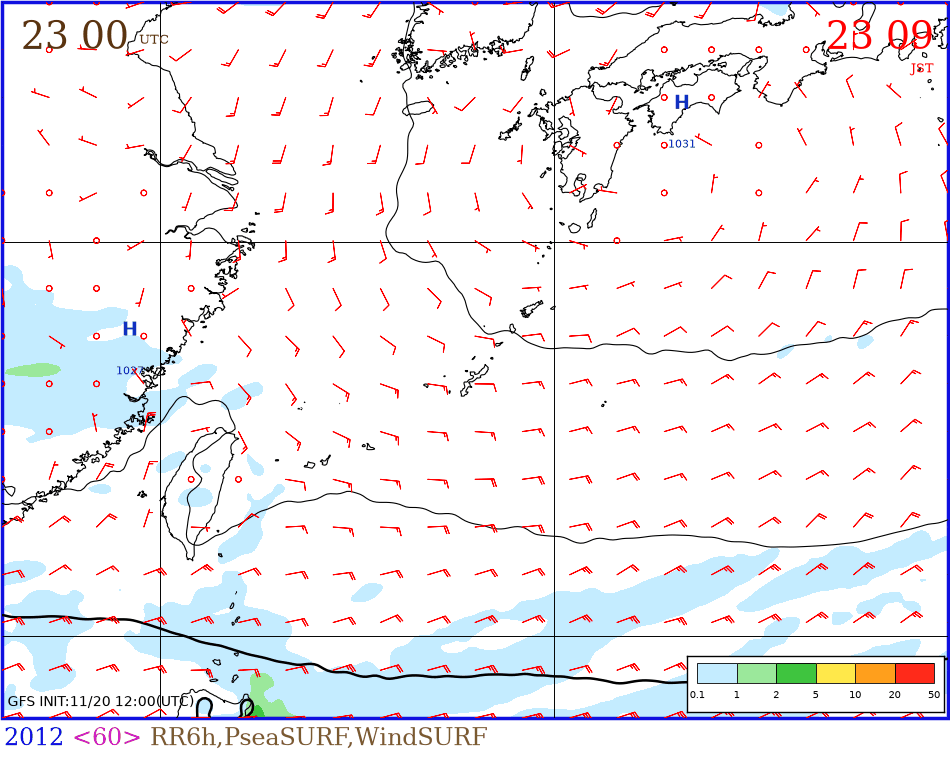 23 00 UTC
23 09
JST
H
1031
H
GFS INIT:11/20 12:00(UTC)
0.1 1 2 5 10 20 50
2012 <60> RR6h,PseaSURF,WindSURF